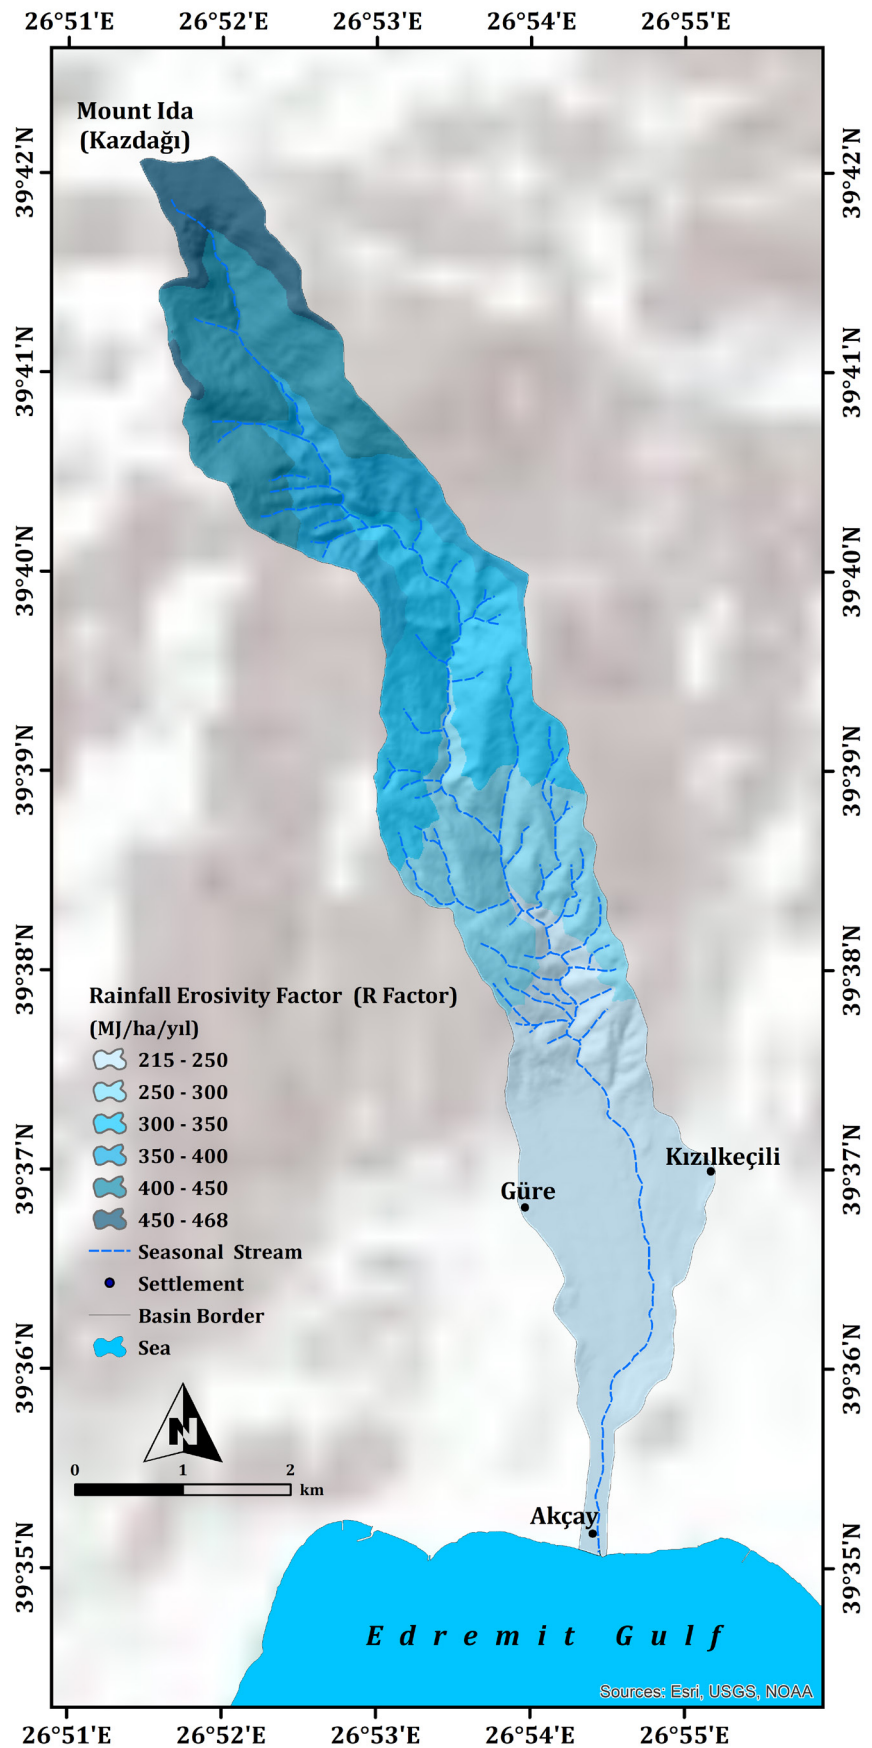 26°51'E 26°52'E 26°53'E 26°54'E 26°55'E
Mount Ida
(Kazdağı)
39°42'N 39°42'N
39°41'N 39°41'N
39°40'N 39°40'N
39°39'N 39°39'N
39°38'N 39°38'N
Rainfall Erosivity Factor (R Factor)
(MJ/ha/yıl)
215 - 250
250 - 300
300 - 350
350 - 400
400 - 450
450 - 468
Seasonal Stream
Settlement
Basin Border
Sea
39°37'N 39°37'N
Kızılkeçili
Güre
39°36'N 39°36'N
N
0 1 2
km
Akçay
39°35'N 39°35'N
Edremit Gulf
Sources: Esri, USGS, NOAA
26°51'E 26°52'E 26°53'E 26°54'E 26°55'E